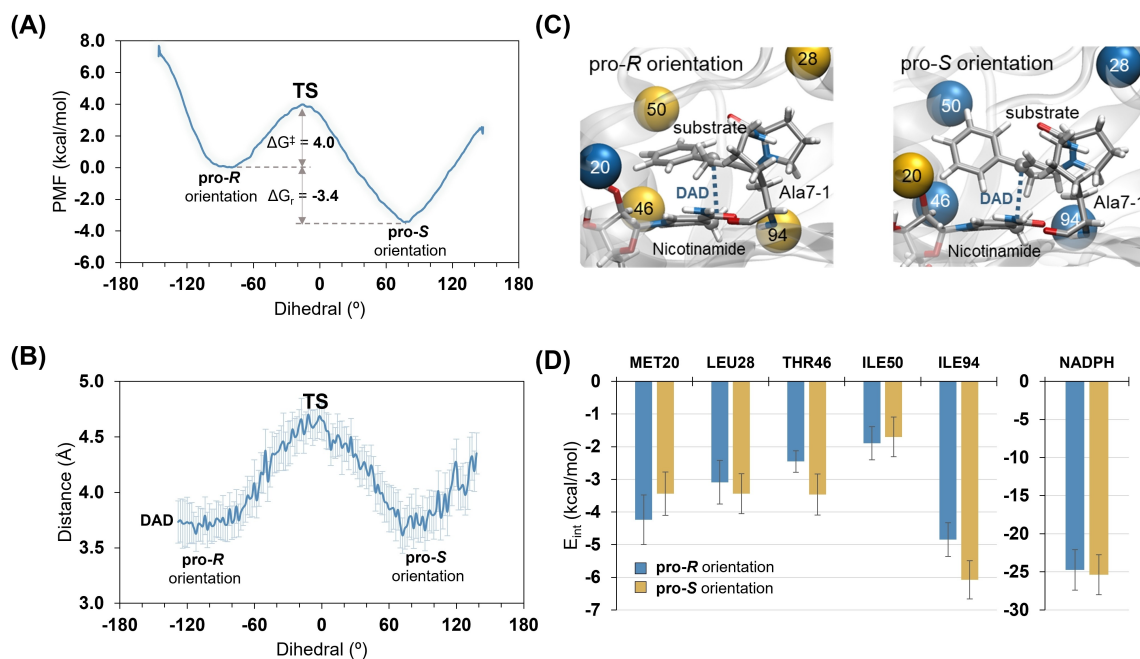 (A)
8.0
6.0
4.0
2.0
0.0
-2.0
-4.0
-6.0
PMF (kcal/mol)
TS
ΔG‡ = 4.0
ΔGr = -3.4
pro-R
orientation
pro-S
orientation
-180 -120 -60 0 60 120 180
Dihedral (º)
(B)
5.0
4.5
4.0
3.5
3.0
Distance (Å)
TS
DAD
pro-R
orientation
pro-S
orientation
-180 -120 -60 0 60 120 180
Dihedral (º)
(C)
pro-R orientation
28
50
substrate
20
DAD
46
Ala7-1
94
Nicotinamide
pro-S orientation
28
50
substrate
20
DAD
46
Ala7-1
94
Nicotinamide
(D)
MET20 LEU28 THR46 ILE50 ILE94 NADPH
0
-1
-2
-3
-4
-5
-6
-7
Eint (kcal/mol)
pro-R orientation
pro-S orientation
0
-5
-10
-15
-20
-25
-30